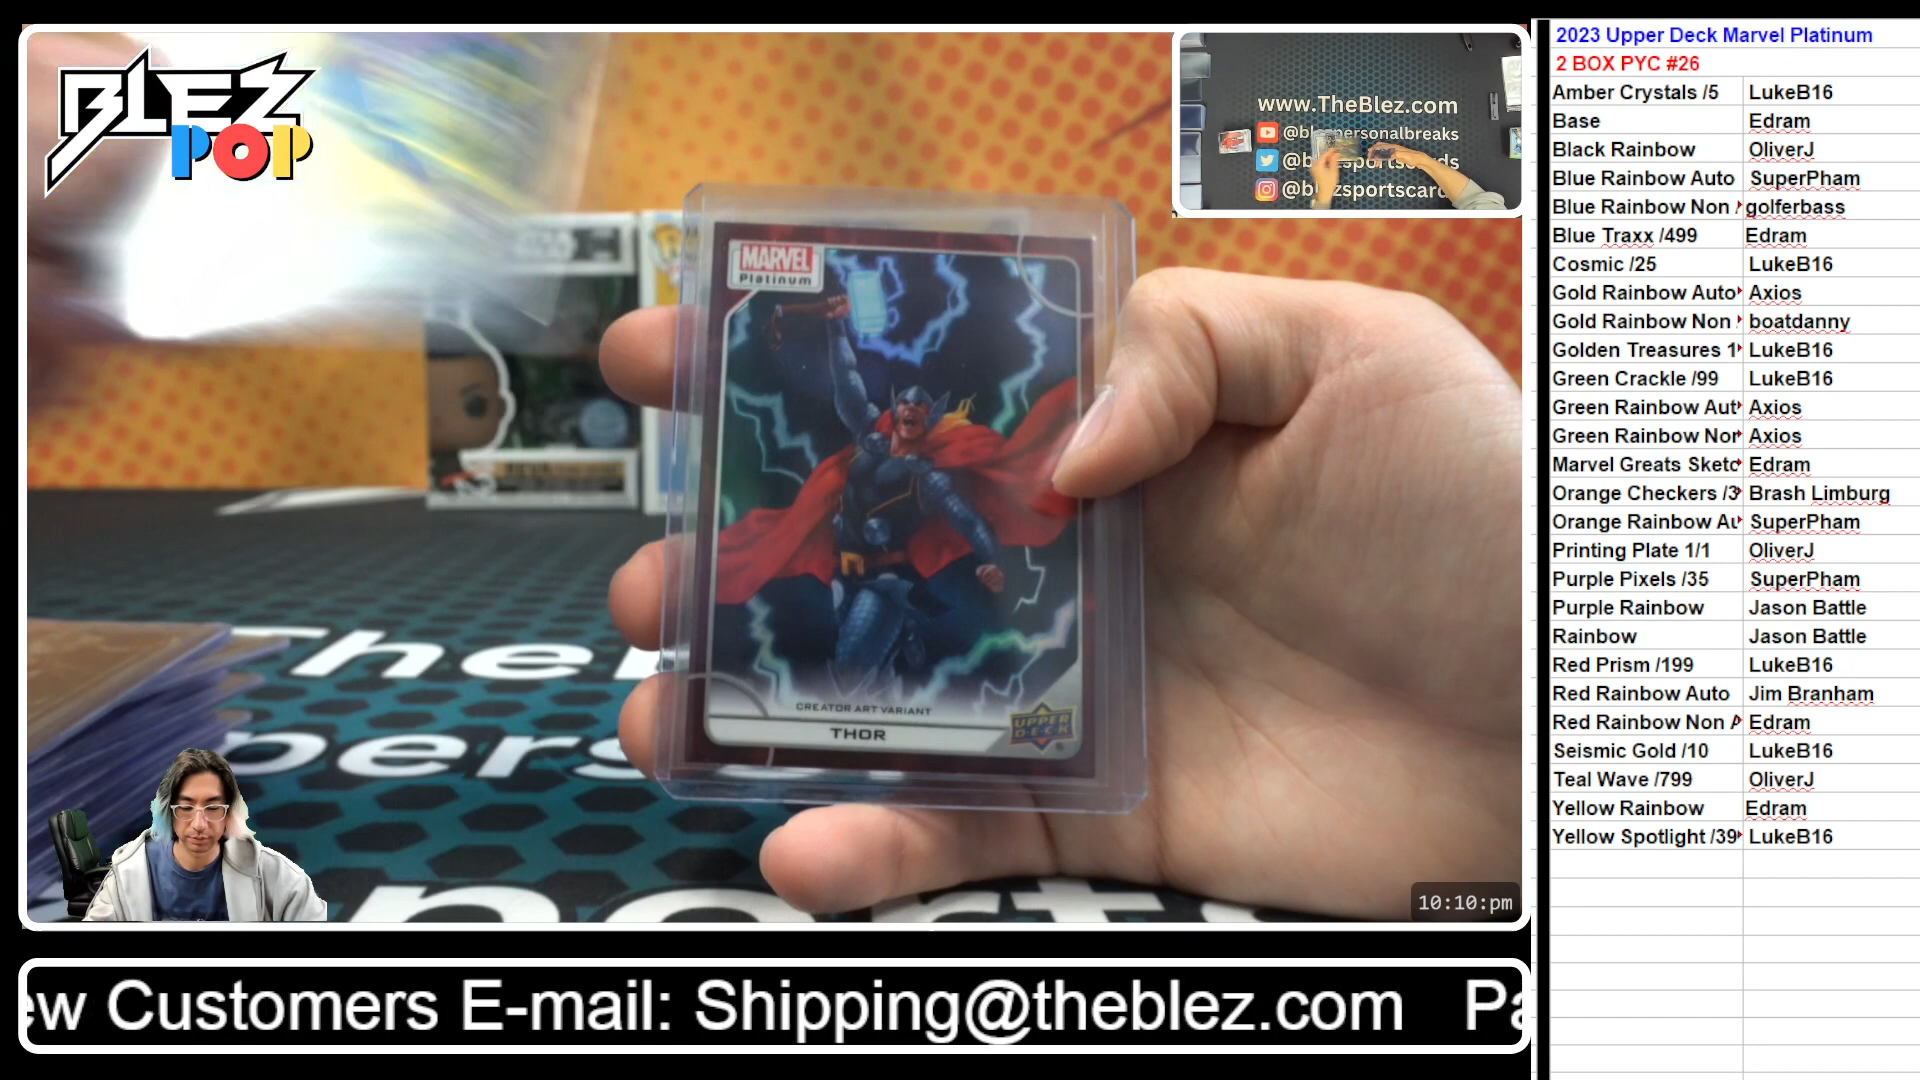 BLEZ
POP
MARVEL
Platinum
CREATOR ART VARIANT
THOR
UPPER
DECK
www.TheBlez.com
10:10:pm
ew Customers E-mail: Shipping@theblez.com Pa
2023 Upper Deck Marvel Platinum
2 BOX PYC #26
Amber Crystals /5 LukeB16
Base Edram
Black Rainbow OliverJ
Blue Rainbow Auto SuperPham
Blue Rainbow Non golferbass
Blue Traxx /499 Edram
Cosmic /25 LukeB16
Gold Rainbow Auto Axios
Gold Rainbow Non boatdanny
Golden Treasures 1 LukeB16
Green Crackle /99 LukeB16
Green Rainbow Aut Axios
Green Rainbow Nor Axios
Marvel Greats Sketc Edram
Orange Checkers /3 Brash Limburg
Orange Rainbow Au SuperPham
Printing Plate 1/1 OliverJ
Purple Pixels /35 SuperPham
Purple Rainbow Jason Battle
Rainbow Jason Battle
Red Prism /199 LukeB16
Red Rainbow Auto Jim Branham
Red Rainbow Non A Edram
Seismic Gold /10 LukeB16
Teal Wave /799 OliverJ
Yellow Rainbow Edram
Yellow Spotlight /39 LukeB16